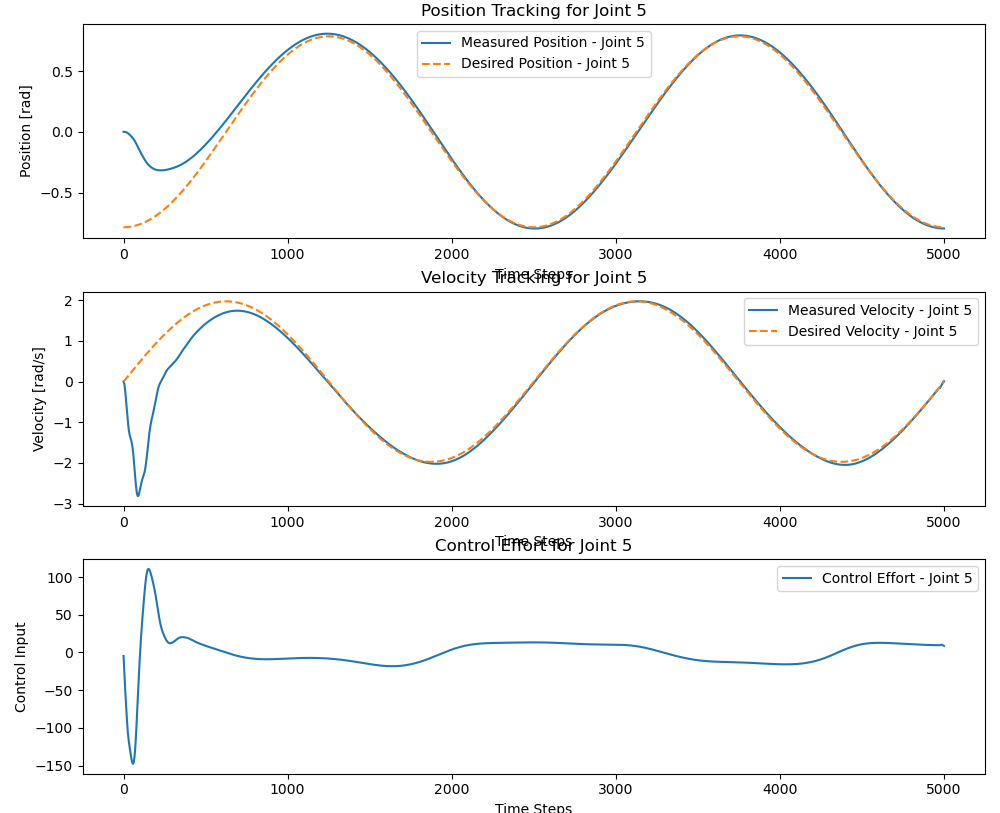 Position Tracking for Joint 5
Measured Position - Joint 5
Desired Position - Joint 5
Position [rad]
0.5
0.0
−0.5
0
1000
2000
3000
4000
5000
Time Steps
Velocity Tracking for Joint 5
Measured Velocity - Joint 5
Desired Velocity - Joint 5
Velocity [rad/s]
2
1
0
−1
−2
−3
0
1000
2000
3000
4000
5000
Time Steps
Control Effort for Joint 5
Control Effort - Joint 5
Control Input
100
50
0
−50
−100
−150
0
1000
2000
3000
4000
5000
Time Steps